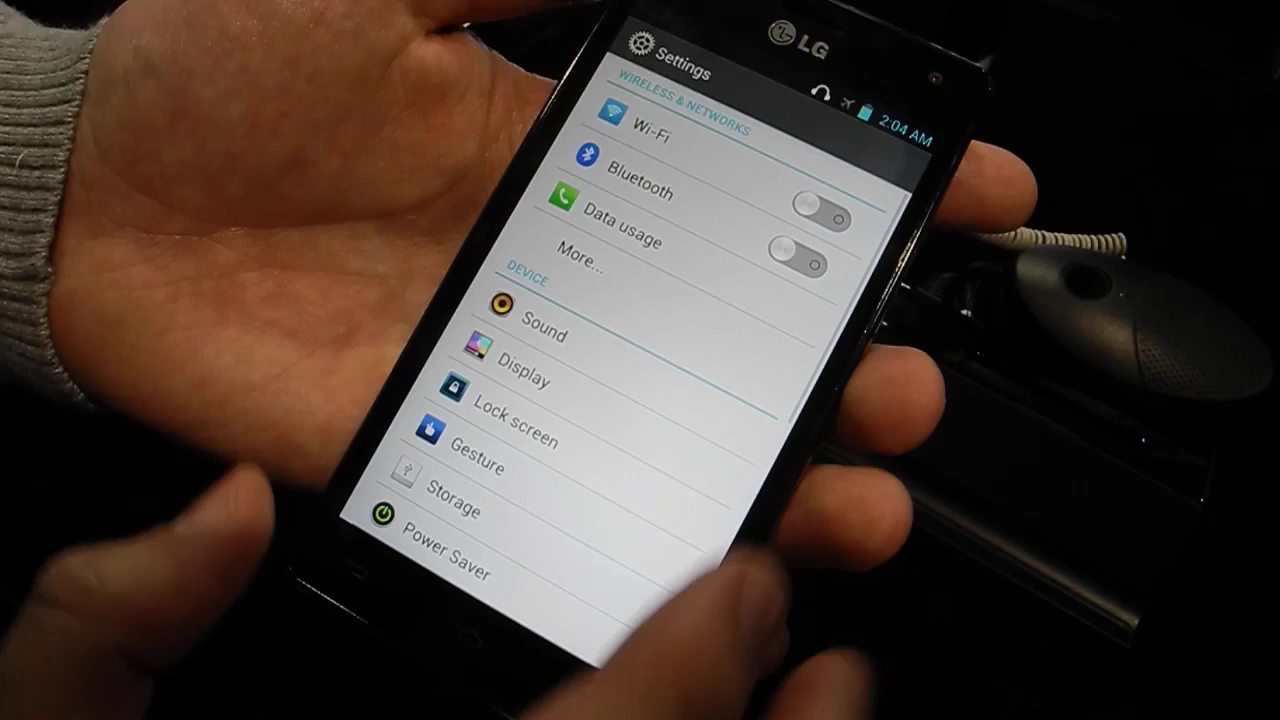 LG
Settings
2:04 AM
WIRELESS & NETWORKS
Wi-Fi
Bluetooth
Data usage
More...
DEVICE
Sound
Display
Lock screen
Gesture
Storage
Power Saver